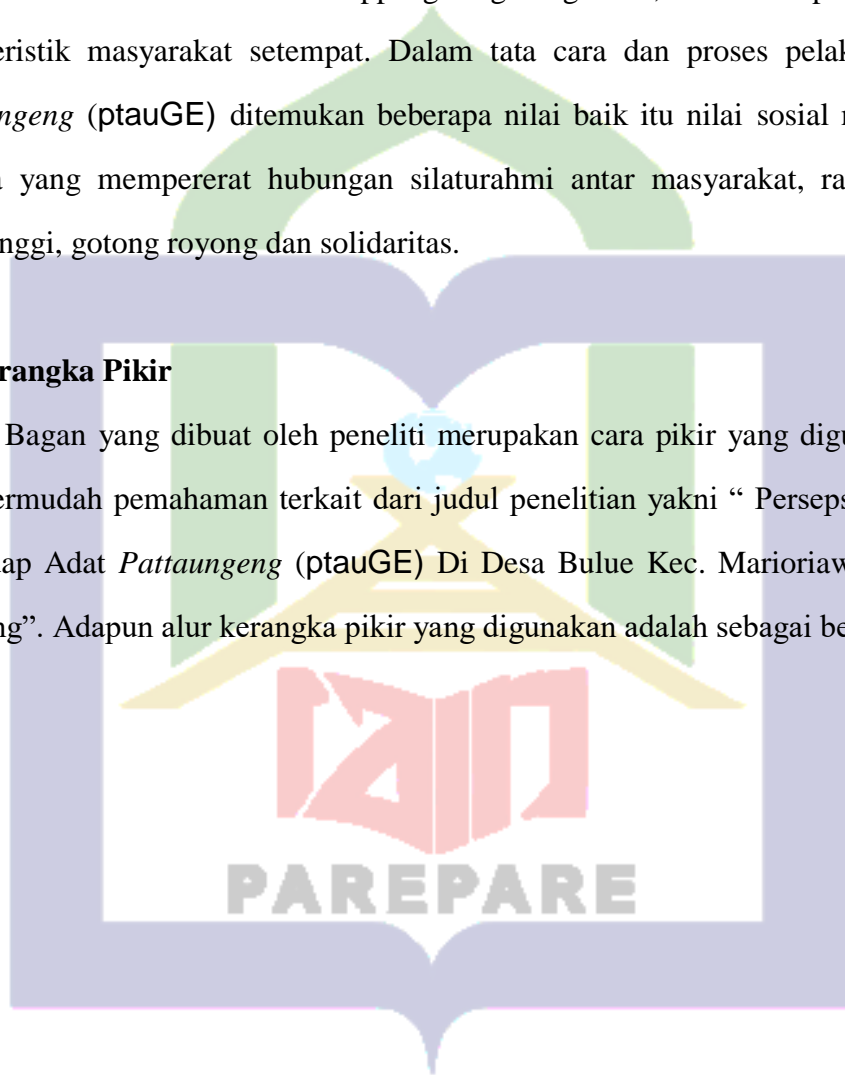 eristik masyarakat setempat. Dalam tata cara dan proses pelak
ngeng (ptauGE) ditemukan beberapa nilai baik itu nilai sosial
yang mempererat hubungan silaturahmi antar masyarakat, ra
nggi, gotong royong dan solidaritas.
rangka Pikir
Bagan yang dibuat oleh peneliti merupakan cara pikir yang digu
ermudah pemahaman terkait dari judul penelitian yakni “ Perseps
ap Adat Pattaungeng (ptauGE) Di Desa Bulue Kec. Marioriaw
ng”. Adapun alur kerangka pikir yang digunakan adalah sebagai be
iain
PAREPARE